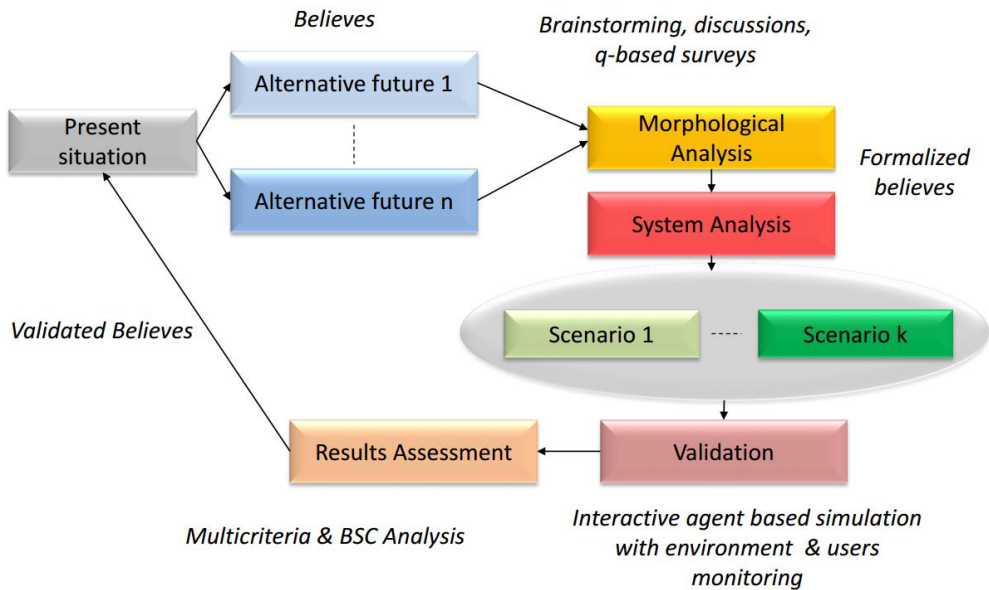 Believes
Brainstorming, discussions,
q-based surveys
Alternative future 1
Present
situation
Morphological
Analysis
Formalized
believes
Alternative future n
System Analysis
Validated Believes
Scenario 1
Scenario k
Results Assessment
Validation
Multicriteria & BSC Analysis
Interactive agent based simulation
with environment & users
monitoring